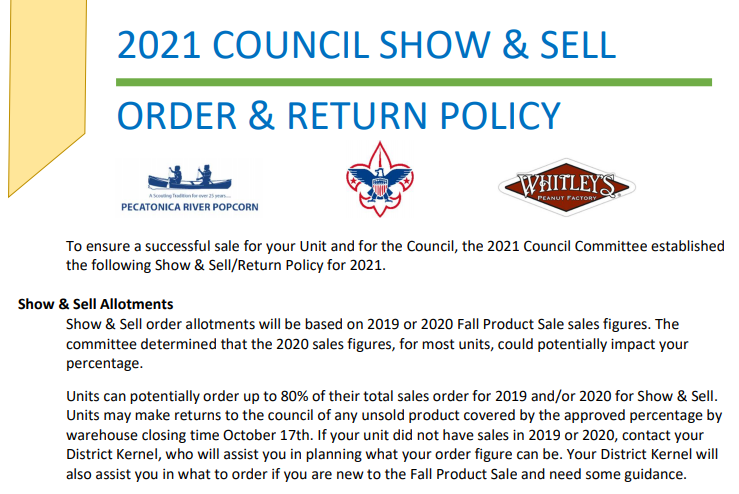 2021 COUNCIL SHOW & SELL
ORDER & RETURN POLICY
A Scouting Tradition for over 25 years....
PECATONICA RIVER POPCORN
WHITLEY'S
PEANUT FACTORY
To ensure a successful sale for your Unit and for the Council, the 2021 Council Committee established
the following Show & Sell/Return Policy for 2021.
Show & Sell Allotments
Show & Sell order allotments will be based on 2019 or 2020 Fall Product Sale sales figures. The
committee determined that the 2020 sales figures, for most units, could potentially impact your
percentage.
Units can potentially order up to 80% of their total sales order for 2019 and/or 2020 for Show & Sell.
Units may make returns to the council of any unsold product covered by the approved percentage by
warehouse closing time October 17th. If your unit did not have sales in 2019 or 2020, contact your
District Kernel, who will assist you in planning what your order figure can be. Your District Kernel will
also assist you in what to order if you are new to the Fall Product Sale and need some guidance.